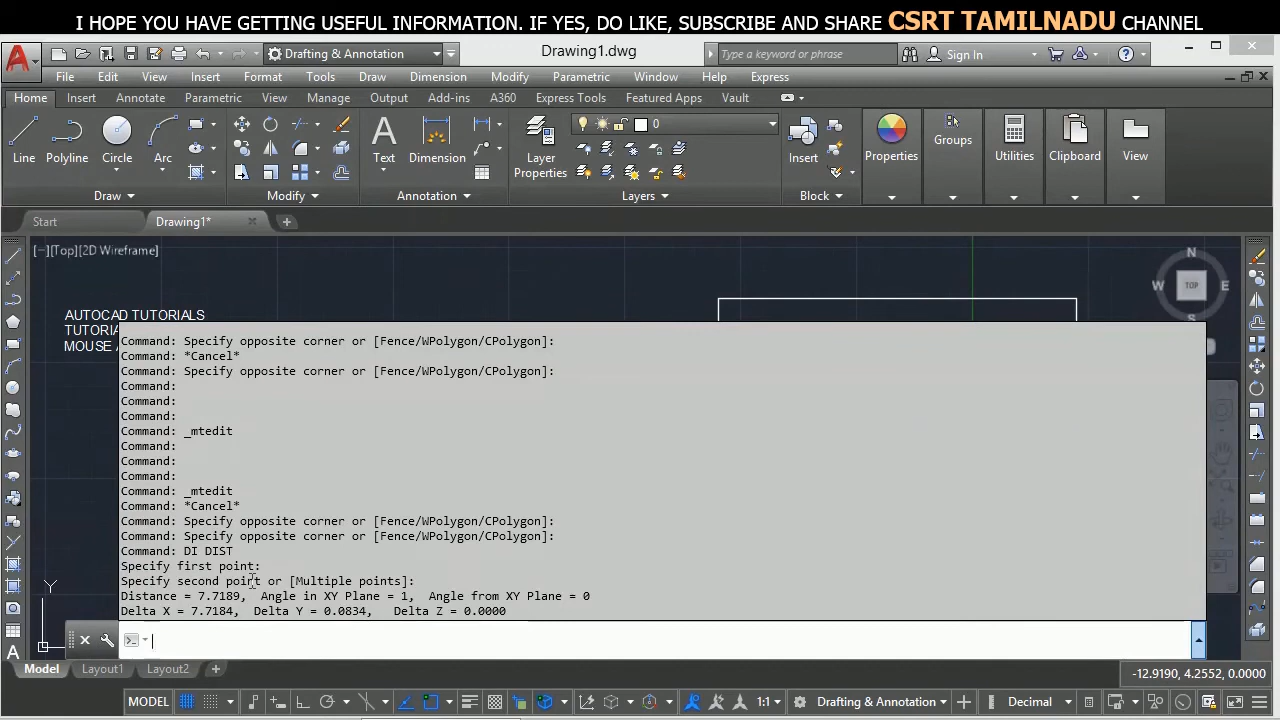 I HOPE YOU HAVE GETTING USEFUL INFORMATION. IF YES, DO LIKE, SUBSCRIBE AND SHARE CSRT TAMILNADU CHANNEL
Drafting & Annotation
Drawing1.dwg
Type a keyword or phrase
Sign In
File Edit View Insert Format Tools Draw Dimension Modify Parametric Window Help Express
Home Insert Annotate Parametric View Manage Output Add-ins A360 Express Tools Featured Apps Vault
0
Line Polyline Circle Arc Text Dimension Layer Properties Insert Properties Groups Utilities Clipboard View
Draw Modify Annotation Layers Block
Start Drawing1*
[−][Top][2D Wireframe]
N
W TOP E
S
AUTOCAD TUTORIALS
TUTORIA
MOUSE
Command: Specify opposite corner or [Fence/WPolygon/CPolygon]:
Command: *Cancel*
Command: Specify opposite corner or [Fence/WPolygon/CPolygon]:
Command:
Command:
Command:
Command: _mtedit
Command:
Command:
Command:
Command: _mtedit
Command: *Cancel*
Command: Specify opposite corner or [Fence/WPolygon/CPolygon]:
Command: Specify opposite corner or [Fence/WPolygon/CPolygon]:
Command: DI DIST
Specify first point:
Specify second point or [Multiple points]:
Distance = 7.7189, Angle in XY Plane = 1, Angle from XY Plane = 0
Delta X = 7.7184, Delta Y = 0.0834, Delta Z = 0.0000
Y
A
Model Layout1 Layout2
-12.9190, 4.2552, 0.0000
MODEL 1:1 Drafting & Annotation Decimal